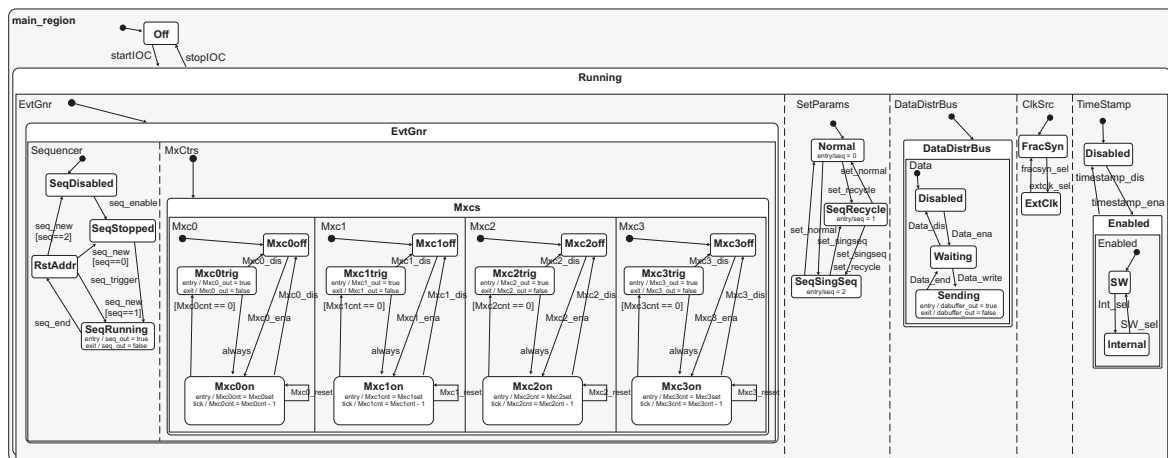 main_region
Off
startIOC
stopIOC
Running
EvtGnr
EvtGnr
Sequencer
SeqDisabled
seq_enable
SeqStopped
seq_new
[seq==2]
RstAddr
seq_new
[seq==0]
seq_trigger
seq_new
[seq==1]
seq_end
SeqRunning
entry / seq_out = true
exit / seq_out = false
MxCtrs
Mxcs
Mxc0
Mxc0off
Mxc0_dis
Mxc0trig
entry / Mxc0_out = true
exit / Mxc0_out = false
[Mxc0cnt == 0]
Mxc0_dis
Mxc0_ena
always
Mxc0on
entry / Mxc0cnt = Mxc0set
tick / Mxc0cnt = Mxc0cnt - 1
Mxc0_reset
Mxc1
Mxc1off
Mxc1_dis
Mxc1trig
entry / Mxc1_out = true
exit / Mxc1_out = false
[Mxc1cnt == 0]
Mxc1_dis
Mxc1_ena
always
Mxc1on
entry / Mxc1cnt = Mxc1set
tick / Mxc1cnt = Mxc1cnt - 1
Mxc1_reset
Mxc2
Mxc2off
Mxc2_dis
Mxc2trig
entry / Mxc2_out = true
exit / Mxc2_out = false
[Mxc2cnt == 0]
Mxc2_dis
Mxc2_ena
always
Mxc2on
entry / Mxc2cnt = Mxc2set
tick / Mxc2cnt = Mxc2cnt - 1
Mxc2_reset
Mxc3
Mxc3off
Mxc3_dis
Mxc3trig
entry / Mxc3_out = true
exit / Mxc3_out = false
[Mxc3cnt == 0]
Mxc3_dis
Mxc3_ena
always
Mxc3on
entry / Mxc3cnt = Mxc3set
tick / Mxc3cnt = Mxc3cnt - 1
Mxc3_reset
SetParams
Normal
entry/seq = 0
set_normal
set_recycle
SeqRecycle
entry/seq = 1
set_normal
set_singseq
set_singseq
set_recycle
SeqSingSeq
entry/seq = 2
DataDistrBus
DataDistrBus
Data
Disabled
Data_dis
Data_ena
Waiting
Data_end
Data_write
Sending
entry / dabuffer_out = true
exit / dabuffer_out = false
ClkSrc
FracSyn
fracsyn_sel
extclk_sel
ExtClk
TimeStamp
Disabled
timestamp_dis
timestamp_ena
Enabled
Enabled
SW
Int_sel
SW_sel
Internal